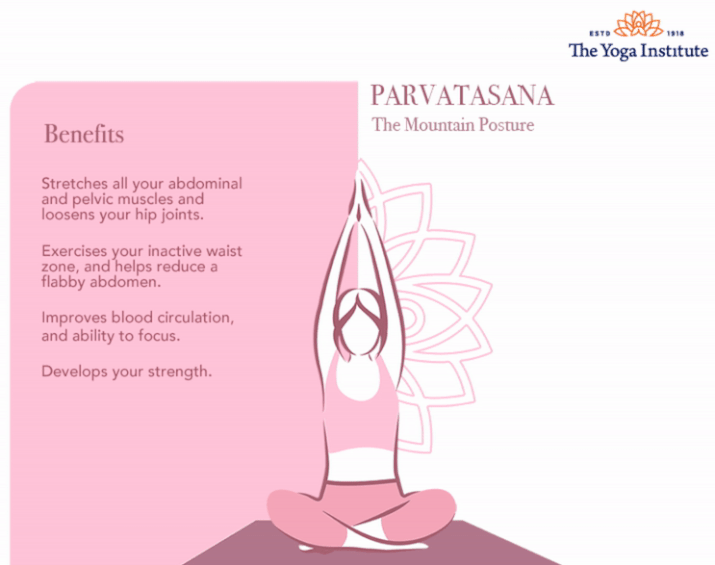 ESTD 1918
The Yoga Institute
PARVATASANA
The Mountain Posture
Benefits
Stretches all your abdominal
and pelvic muscles and
loosens your hip joints.
Exercises your inactive waist
zone, and helps reduce a
flabby abdomen.
Improves blood circulation,
and ability to focus.
Develops your strength.